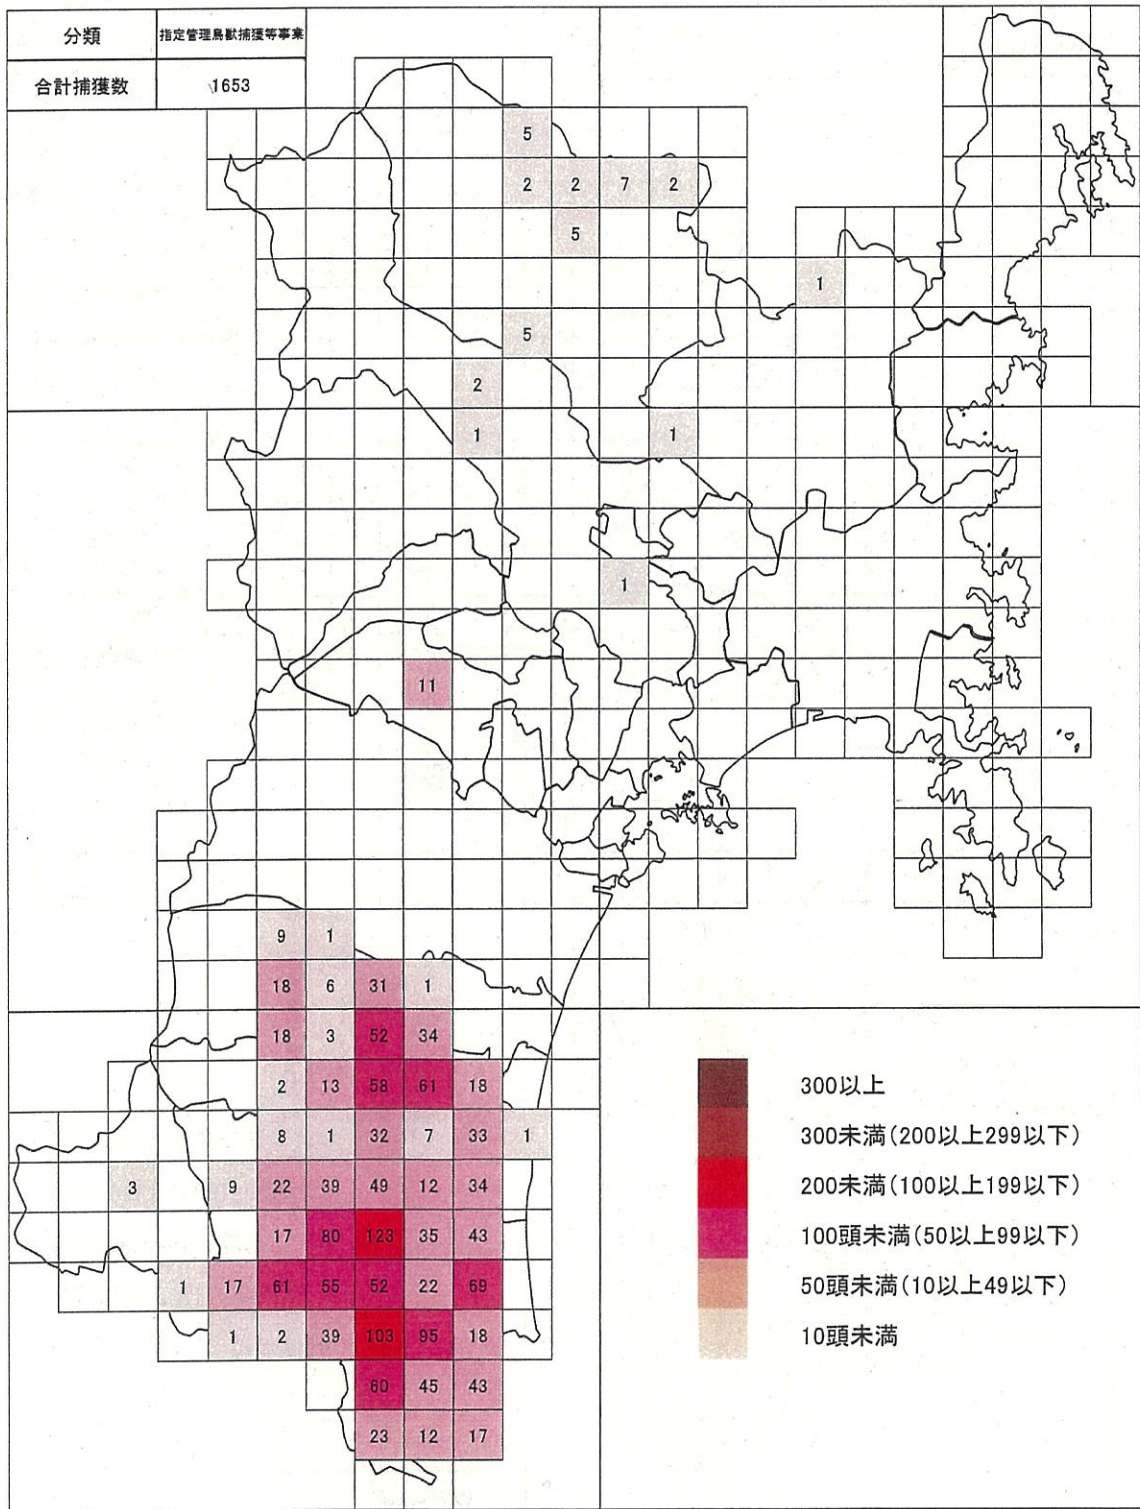 分類 指定管理鳥獣捕獲等事業
合計捕獲数 1653
5
2 2 7 2
5
1
5
2
1 1
1
11
9 1
18 6 31 1
18 3 52 34
2 13 58 61 18
8 1 32 7 33 1
3 9 22 39 49 12 34
17 80 123 35 43
1 17 61 55 52 22 69
1 2 39 103 95 18
60 45 43
23 12 17
300以上
300未満(200以上299以下)
200未満(100以上199以下)
100頭未満(50以上99以下)
50頭未満(10以上49以下)
10頭未満